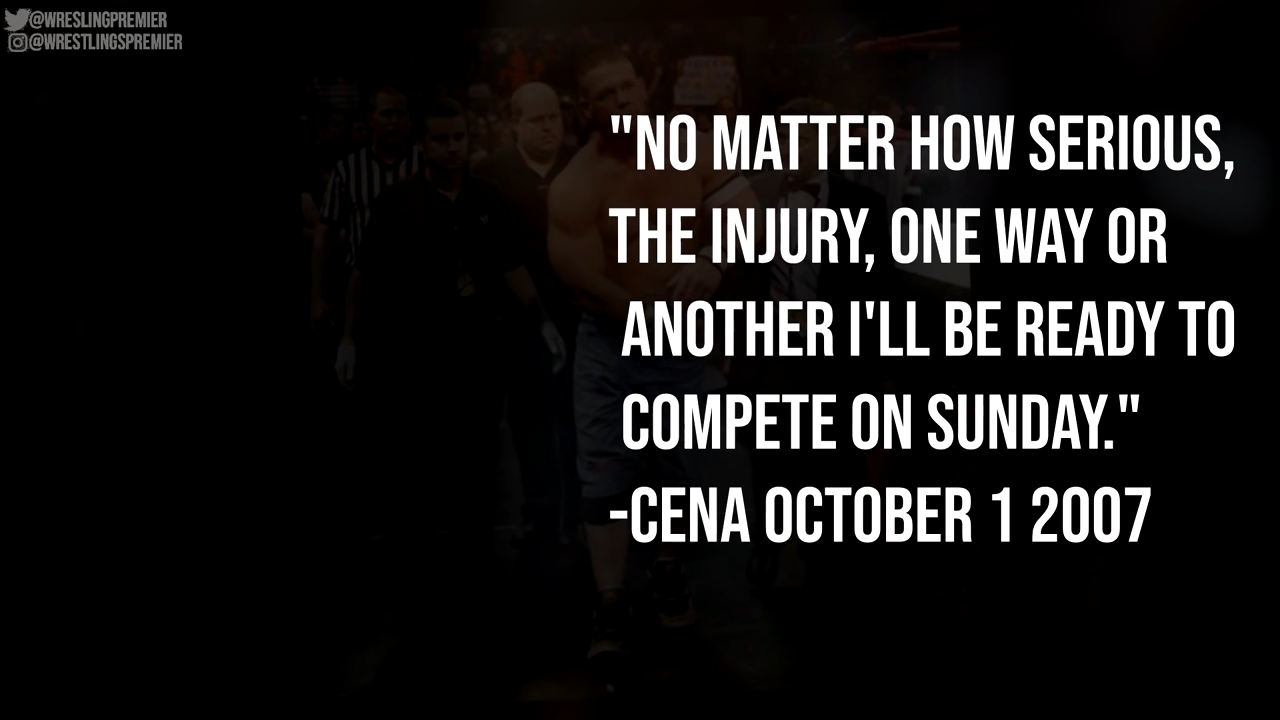 @WRESLINGPREMIER
@WRESTLINGSPREMIER
"NO MATTER HOW SERIOUS,
THE INJURY, ONE WAY OR
ANOTHER I'LL BE READY TO
COMPETE ON SUNDAY."
-CENA OCTOBER 1 2007